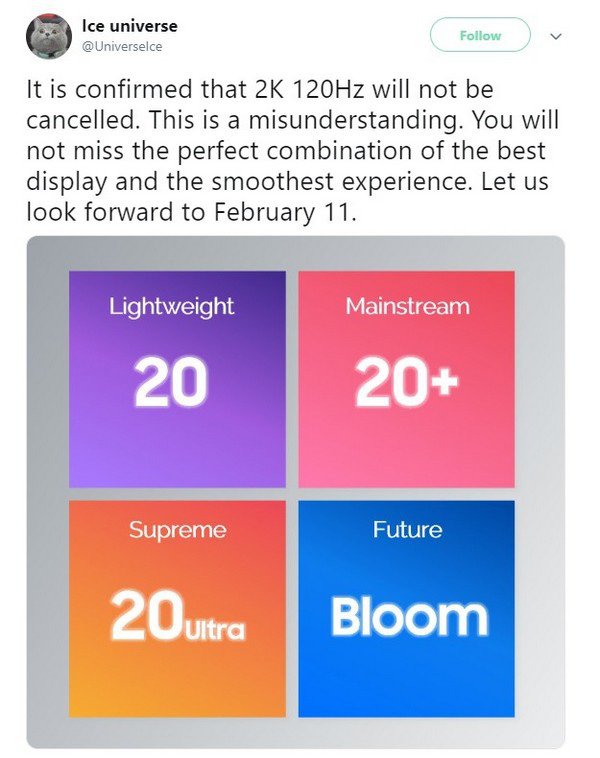 Ice universe
@UniverseIce
Follow
It is confirmed that 2K 120Hz will not be
cancelled. This is a misunderstanding. You will
not miss the perfect combination of the best
display and the smoothest experience. Let us
look forward to February 11.
Lightweight
20
Mainstream
20+
Supreme
20Ultra
Future
Bloom